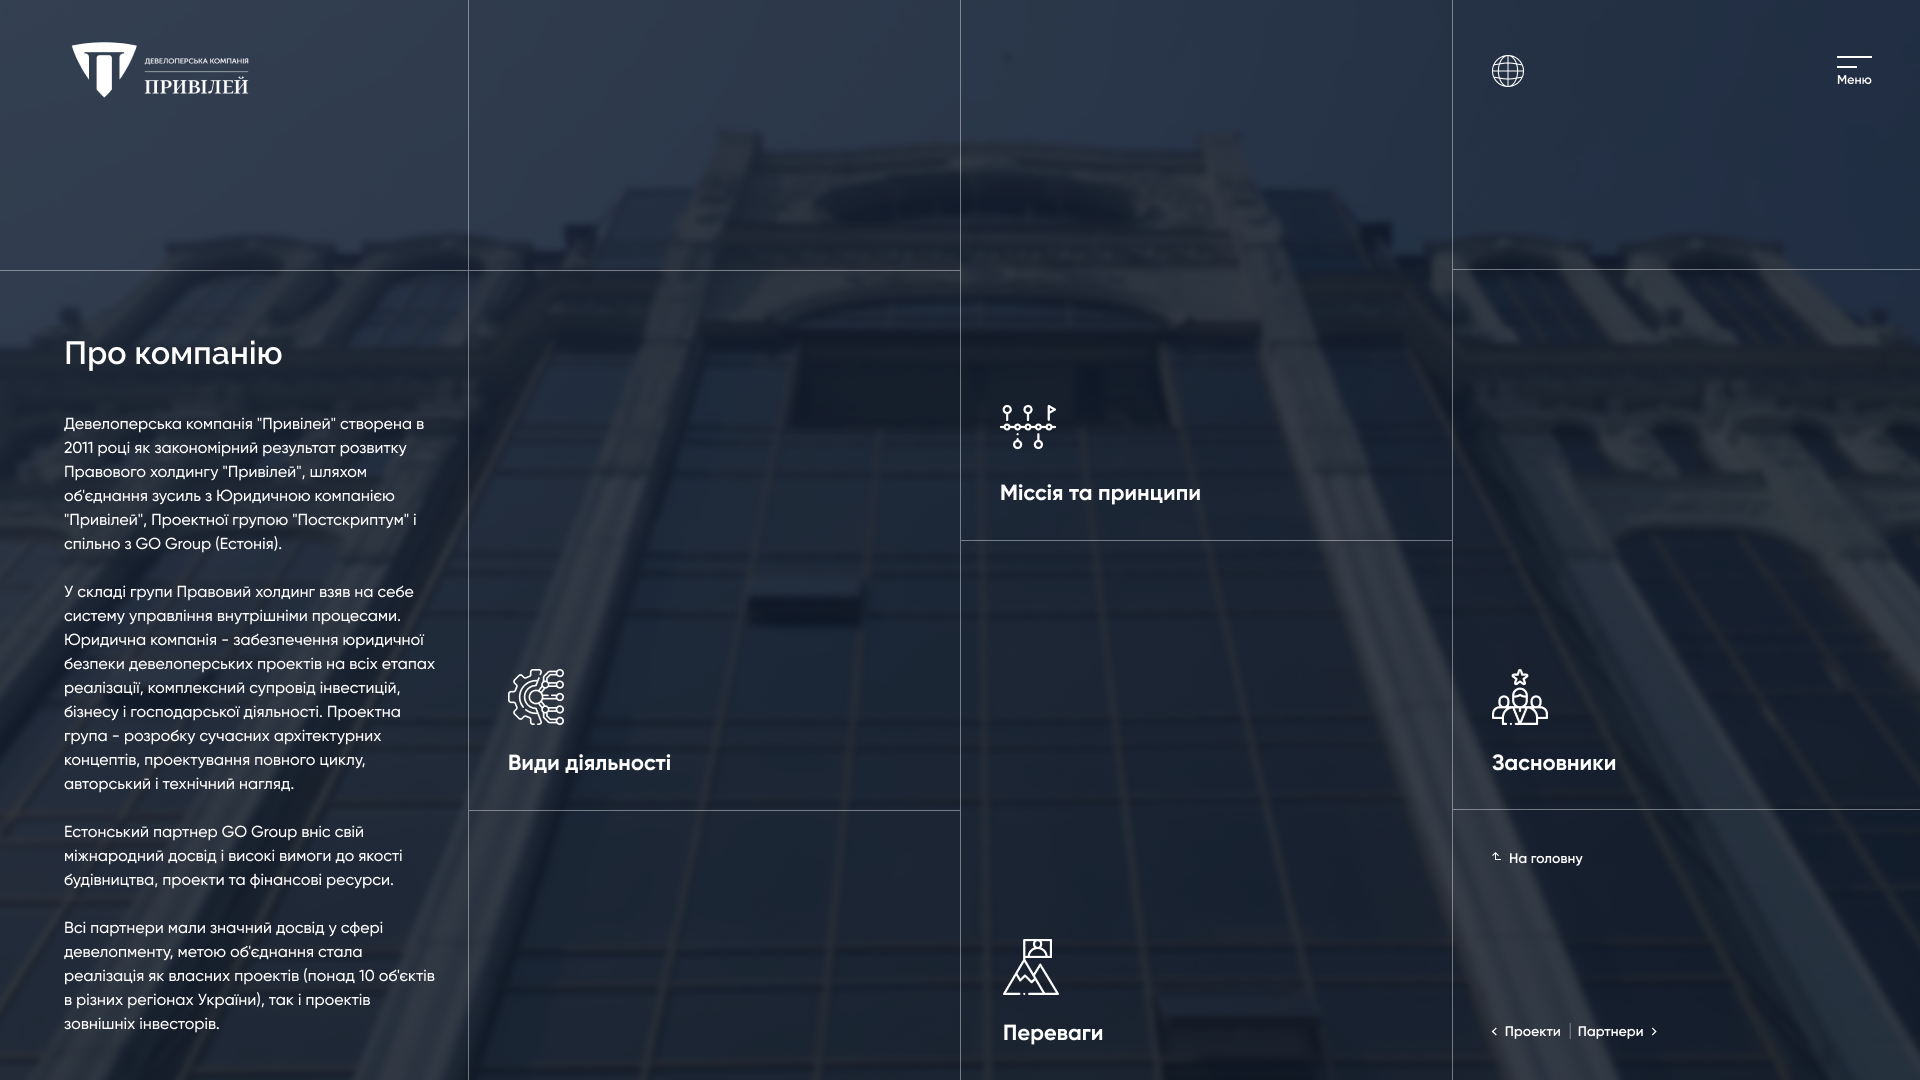 ДЕВЕЛОПЕРСЬКА КОМПАНІЯ
ПРИВІЛЕЙ
Меню
Про компанію
Девелоперська компанія "Привілей" створена в
2011 році як закономірний результат розвитку
Правового холдингу "Привілей", шляхом
об'єднання зусиль з Юридичною компанією
"Привілей", Проектної групою "Постскриптум" і
спільно з GO Group (Естонія).
У складі групи Правовий холдинг взяв на себе
систему управління внутрішніми процесами.
Юридична компанія - забезпечення юридичної
безпеки девелоперських проектів на всіх етапах
реалізації, комплексний супровід інвестицій,
бізнесу і господарської діяльності. Проектна
група - розробку сучасних архітектурних
концептів, проектування повного циклу,
авторський і технічний нагляд.
Естонський партнер GO Group вніс свій
міжнародний досвід і високі вимоги до якості
будівництва, проекти та фінансові ресурси.
Всі партнери мали значний досвід у сфері
девелопменту, метою об'єднання стала
реалізація як власних проектів (понад 10 об'єктів
в різних регіонах України), так і проектів
зовнішніх інвесторів.
Види діяльності
Міссія та принципи
Переваги
Засновники
На головну
Проекти | Партнери